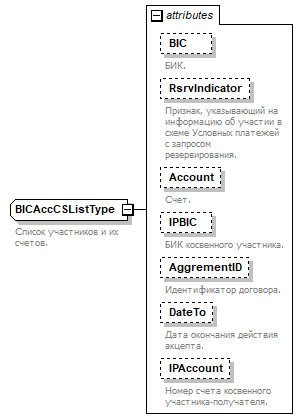 attributes
BIC
БИК.
RsrvIndicator
Признак, указывающий на
информацию об участии в
схеме Условных платежей
с запросом
резервирования.
Account
Счет.
BICAccCSListType
Список участников и их
счетов.
IPBIC
БИК косвенного участника.
AggrementID
Идентификатор договора.
DateTo
Дата окончания действия
акцепта.
IPAccount
Номер счета косвенного
участника-получателя.